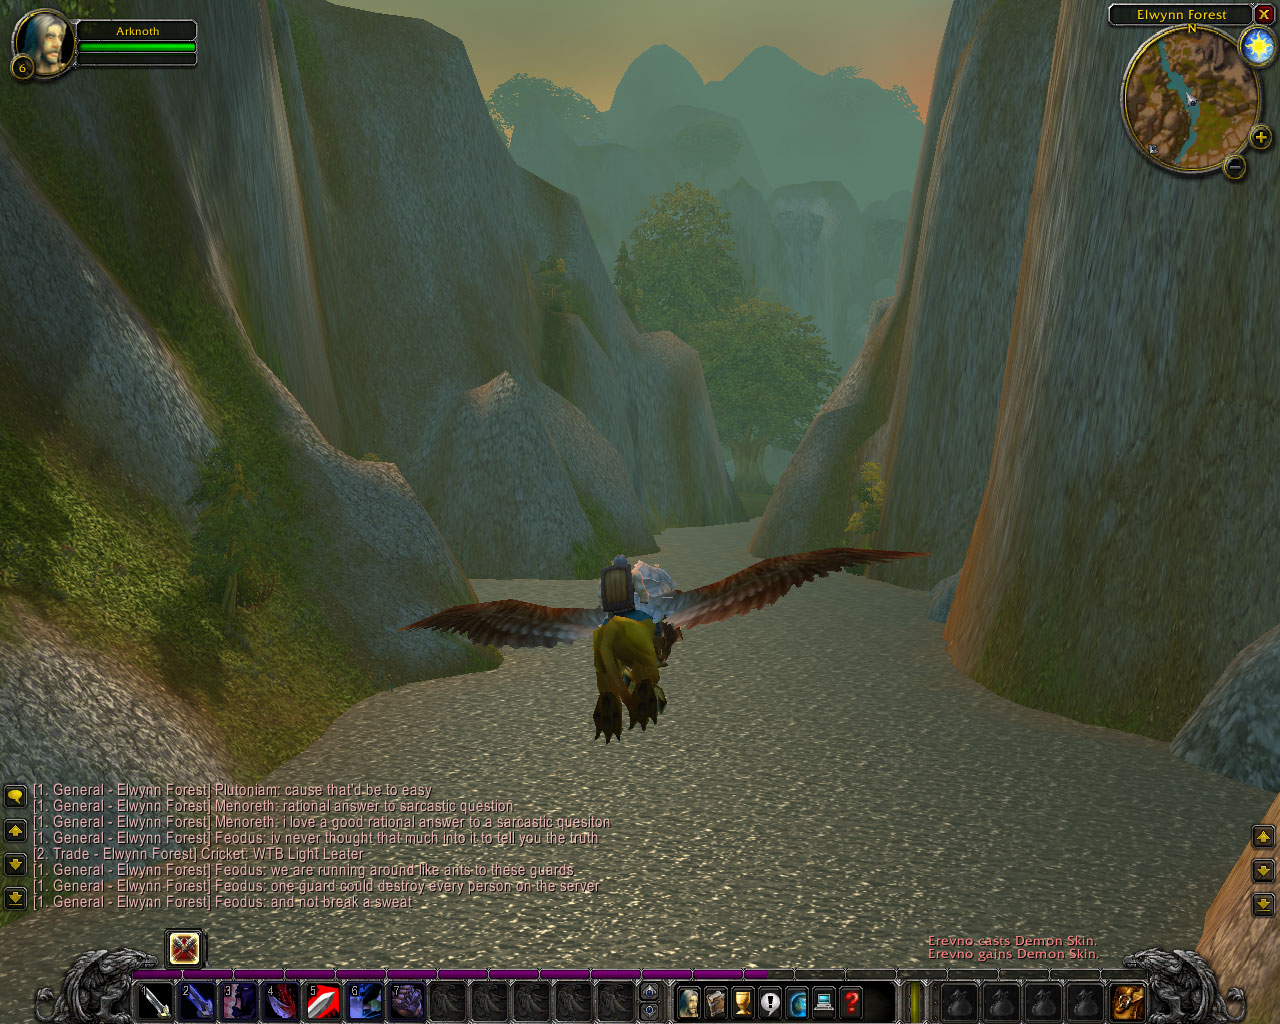 Arknoth
6
Elwynn Forest
N
[1. General - Elwynn Forest] Plutoniam: cause that'd be to easy
[1. General - Elwynn Forest] Menoreth: rational answer to sarcastic question
[1. General - Elwynn Forest] Menoreth: i love a good rational answer to a sarcastic quesiton
[1. General - Elwynn Forest] Feodus: iv never thought that much into it to tell you the truth
[2. Trade - Elwynn Forest] Cricket: WTB Light Leater
[1. General - Elwynn Forest] Feodus: we are running around like ants to these guards
[1. General - Elwynn Forest] Feodus: one guard could destroy every person on the server
[1. General - Elwynn Forest] Feodus: and not break a sweat
Erevno casts Demon Skin.
Erevno gains Demon Skin.
1 2 3 4 5 6 7
! ?